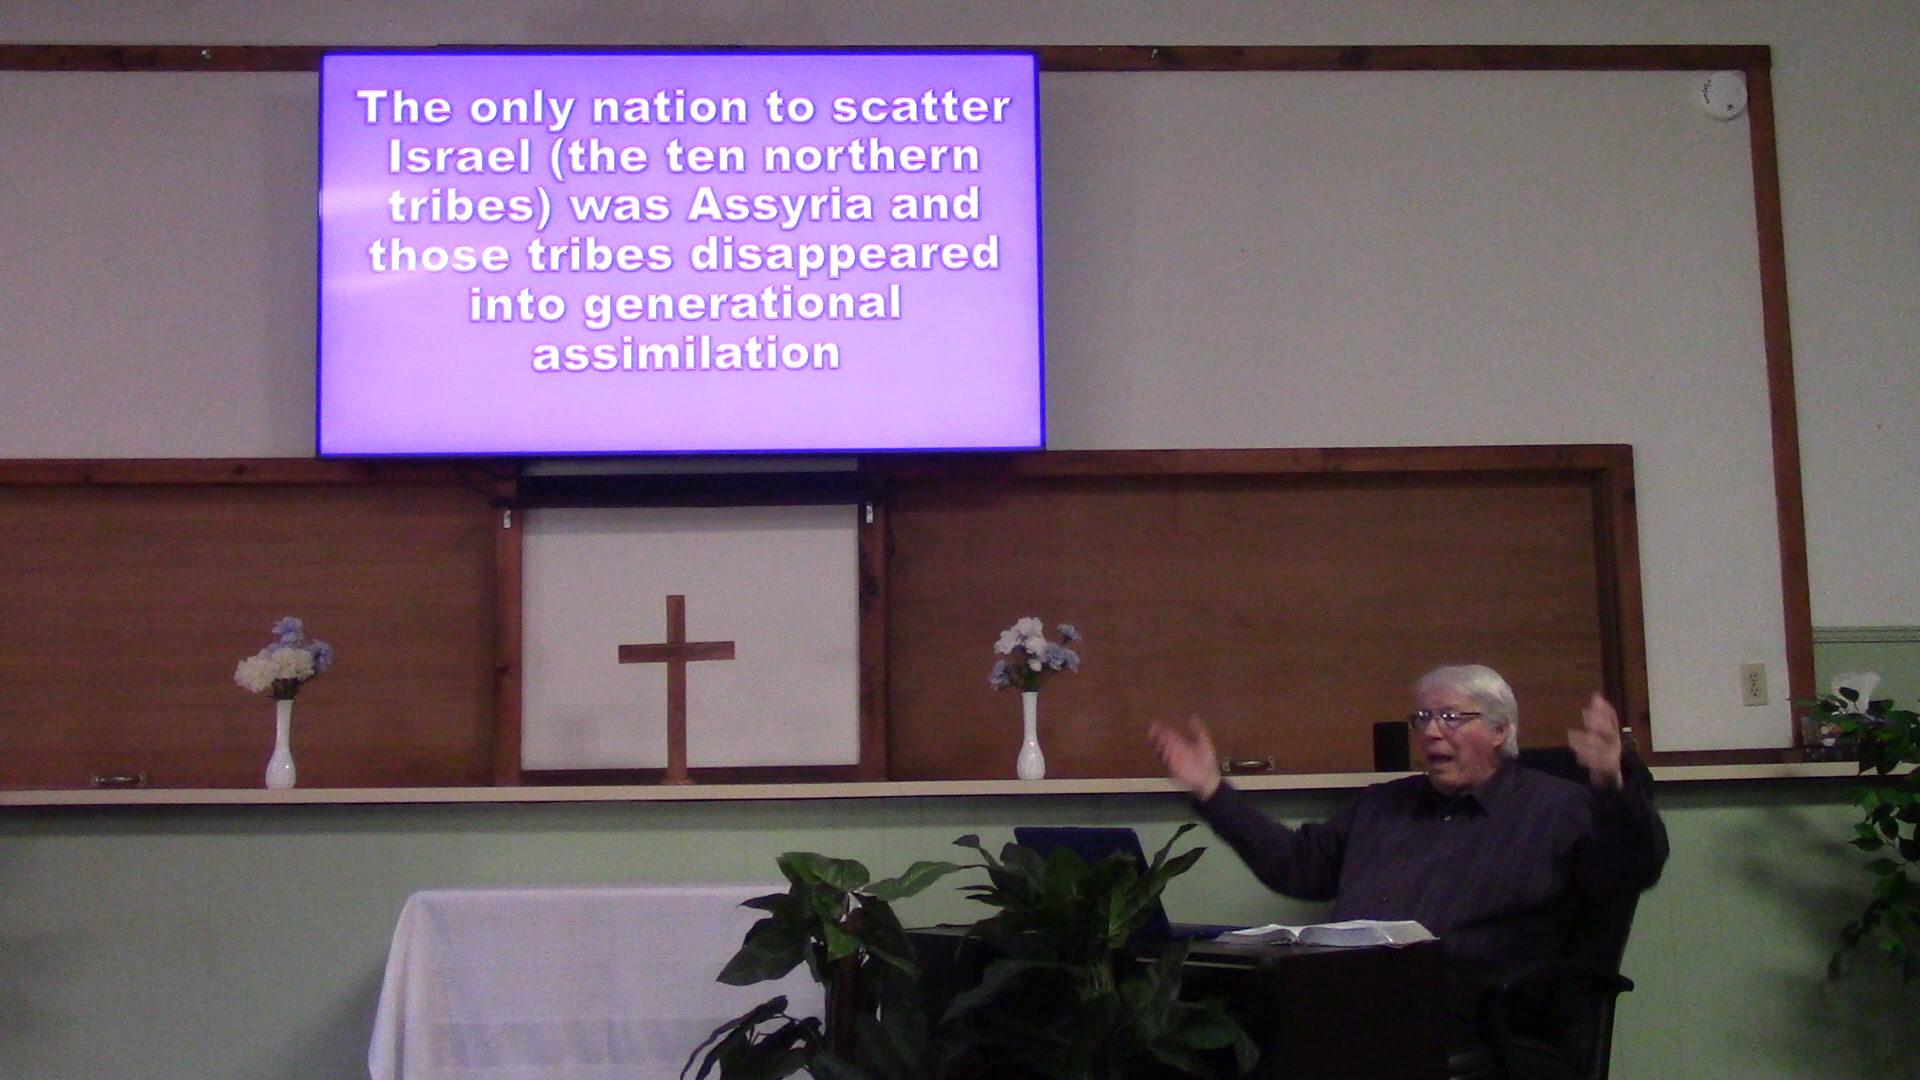 The only nation to scatter
Israel (the ten northern
tribes) was Assyria and
those tribes disappeared
into generational
assimilation